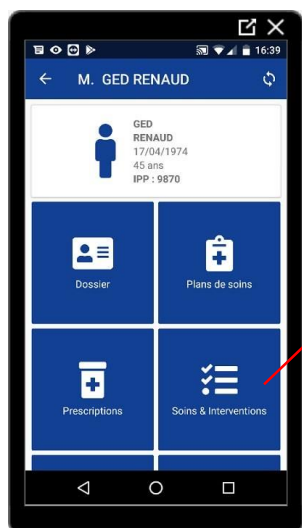 16:39
M. GED RENAUD
GED
RENAUD
17/04/1974
45 ans
IPP : 9870
Dossier
Plans de soins
Prescriptions
Soins & Interventions